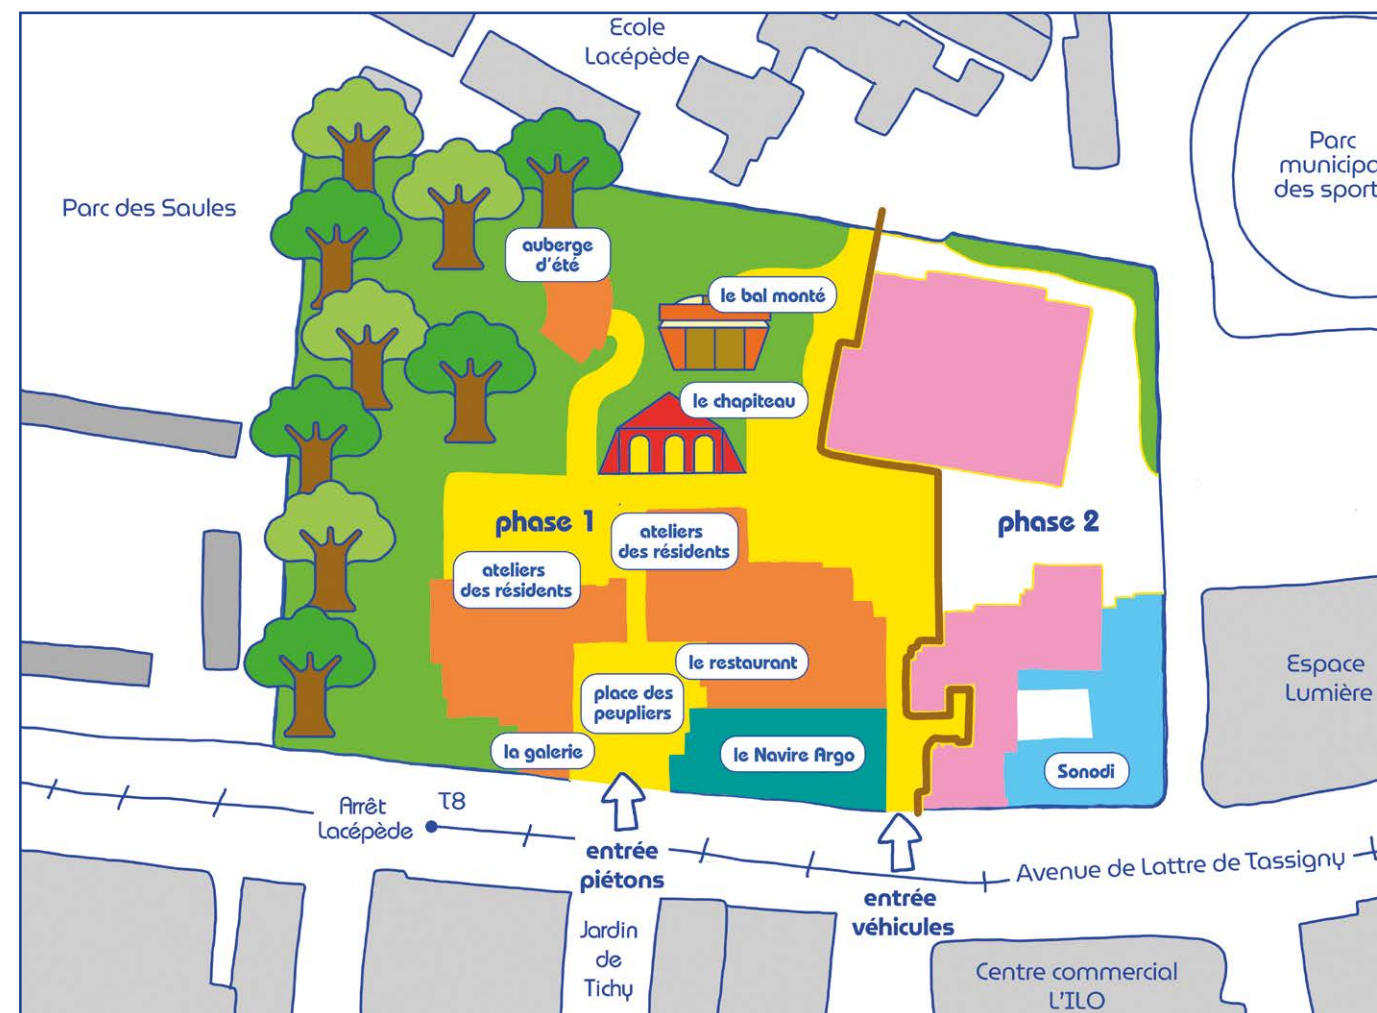 Ecole
Lacépède
Parc
municipa
des sport
Parc des Saules
auberge
d'été
le bal monté
le chapiteau
phase 1
ateliers
des résidents
phase 2
ateliers
des résidents
le restaurant
place des
peupliers
Espace
Lumière
la galerie
le Navire Argo
Sonodi
Arrêt
Lacépède
T8
entrée
piétons
Avenue de Lattre de Tassigny
entrée
véhicules
Jardin
de
Tichy
Centre commercial
L'ILO